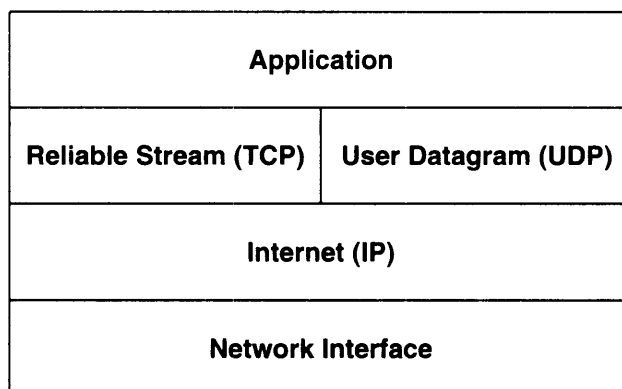 Application
Reliable Stream (TCP)
User Datagram (UDP)
Internet (IP)
Network Interface